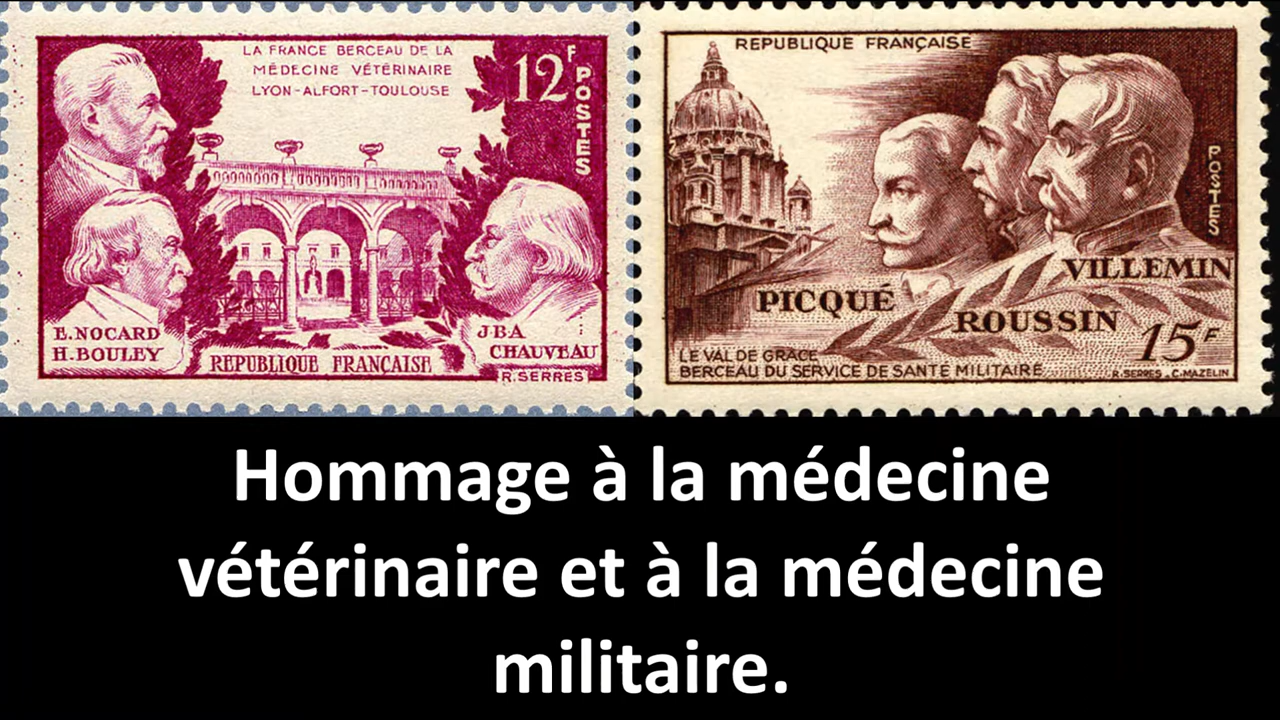 LA FRANCE BERCEAU DE LA
MÉDECINE VÉTÉRINAIRE
LYON-ALFORT-TOULOUSE
12F
POSTES
E.NOCARD
H.BOULEY
JBA
CHAUVEAU
REPUBLIQUE FRANÇAISE
R.SERRES
REPUBLIQUE FRANÇAISE
POSTES
VILLEMIN
PICQUÉ
ROUSSIN
15F
LE VAL DE GRACE
BERCEAU DU SERVICE DE SANTÉ MILITAIRE
R.SERRES . C.MAZELIN
Hommage à la médecine
vétérinaire et à la médecine
militaire.